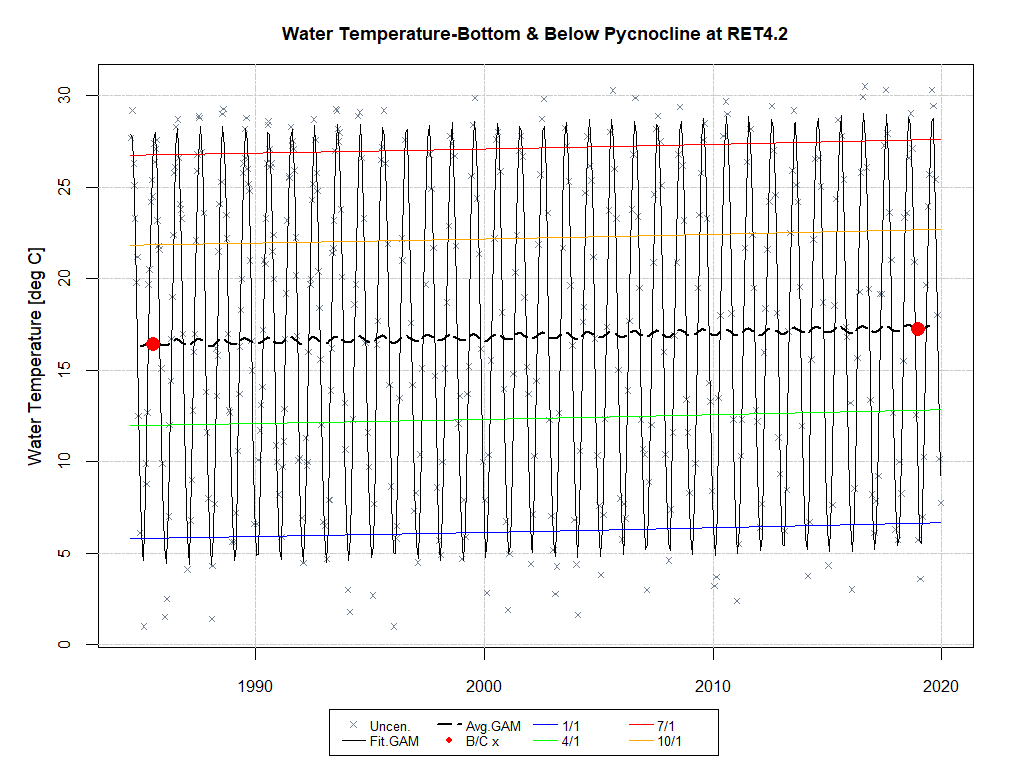 Water Temperature-Bottom & Below Pycnocline at RET4.2
Water Temperature [deg C]
30
25
20
15
10
5
0
1990 2000 2010 2020
Uncen. Avg.GAM 1/1 7/1
Fit.GAM B/C x 4/1 10/1